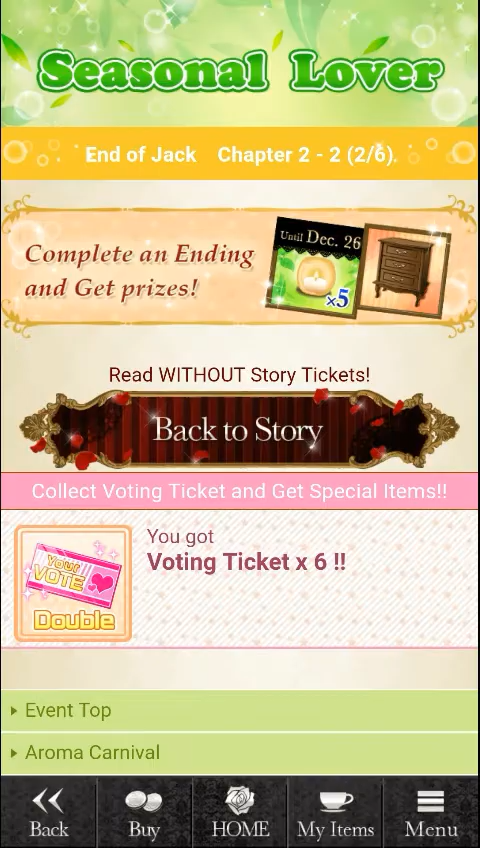 Seasonal Lover
End of Jack Chapter 2 - 2 (2/6)
Complete an Ending
and Get prizes!
Until Dec. 26
x5
Read WITHOUT Story Tickets!
Back to Story
Collect Voting Ticket and Get Special Items!!
You got
Voting Ticket x 6 !!
Your
VOTE
Double
Event Top
Aroma Carnival
Back
Buy
HOME
My Items
Menu